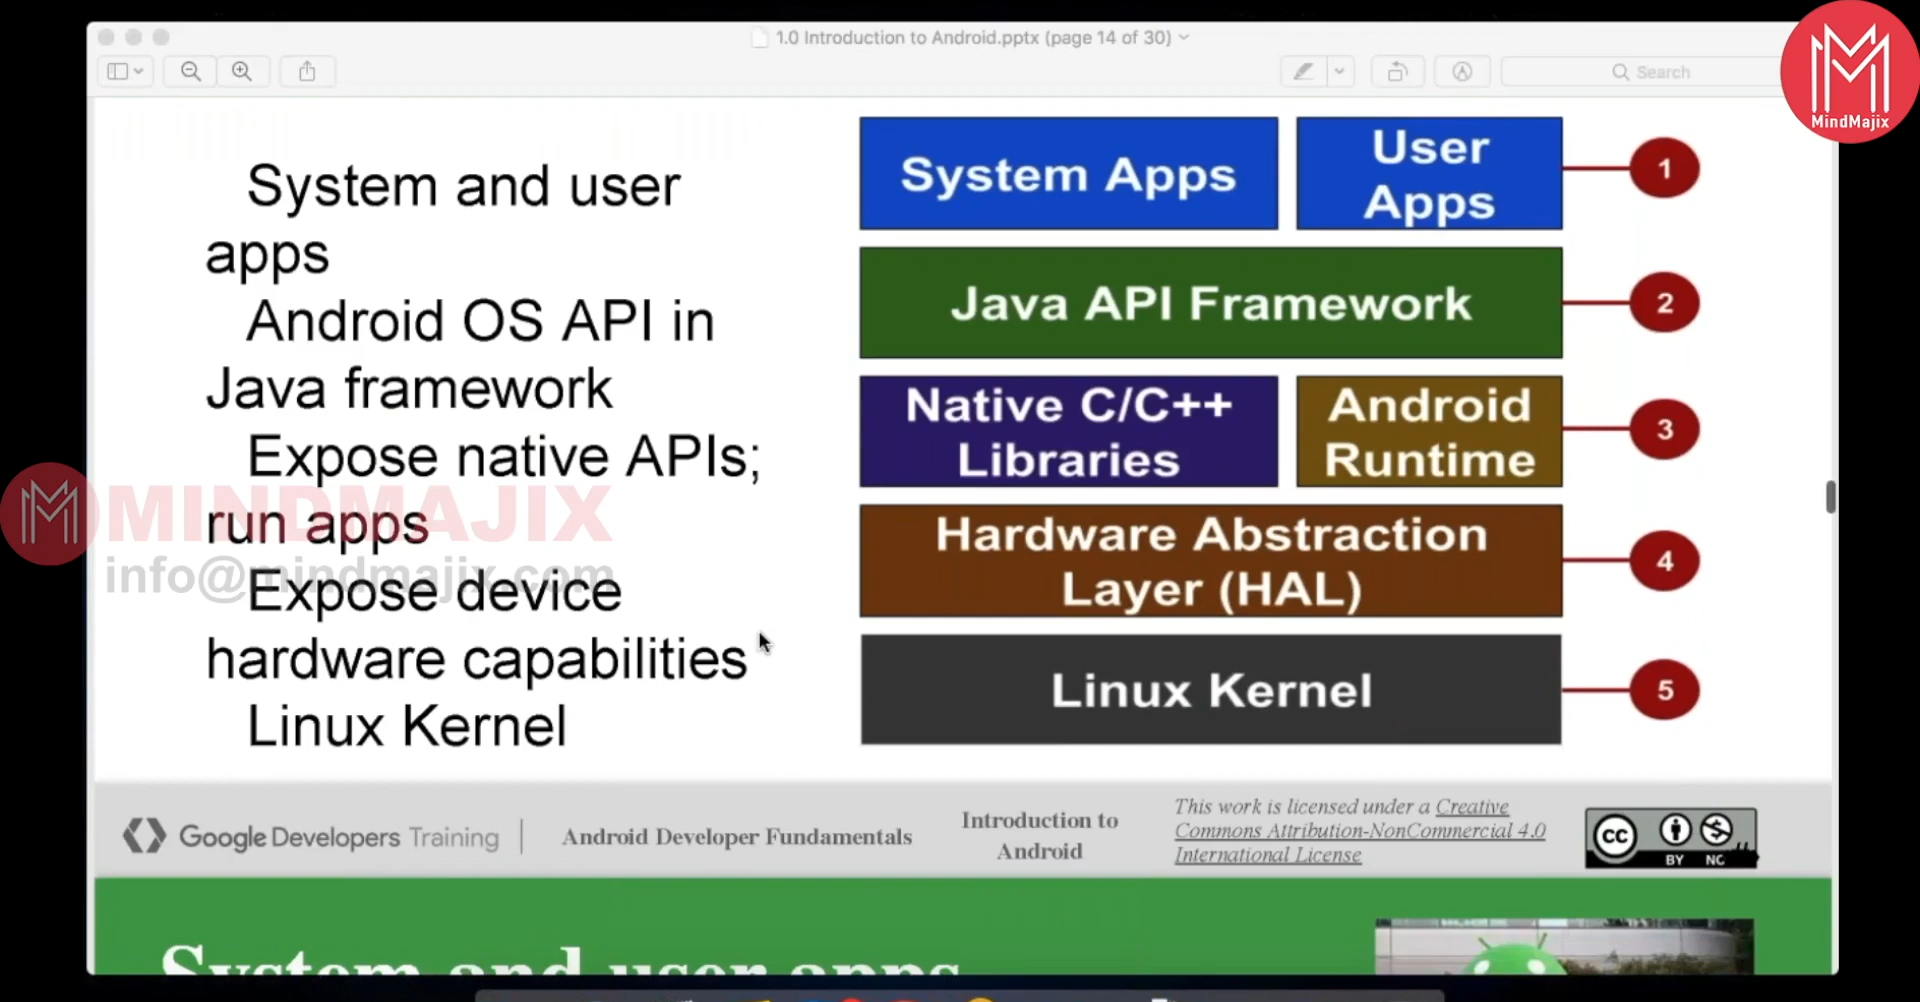 1.0 Introduction to Android.pptx (page 14 of 30)
Search
MindMajix
System and user
apps
Android OS API in
Java framework
Expose native APIs;
run apps
Expose device
hardware capabilities
Linux Kernel
MINDMAJIX
info@mindmajix.com
System Apps
User
Apps
1
Java API Framework
2
Native C/C++
Libraries
Android
Runtime
3
Hardware Abstraction
Layer (HAL)
4
Linux Kernel
5
Google Developers Training
Android Developer Fundamentals
Introduction to
Android
This work is licensed under a Creative
Commons Attribution-NonCommercial 4.0
International License
cc
BY NC
System and user apps